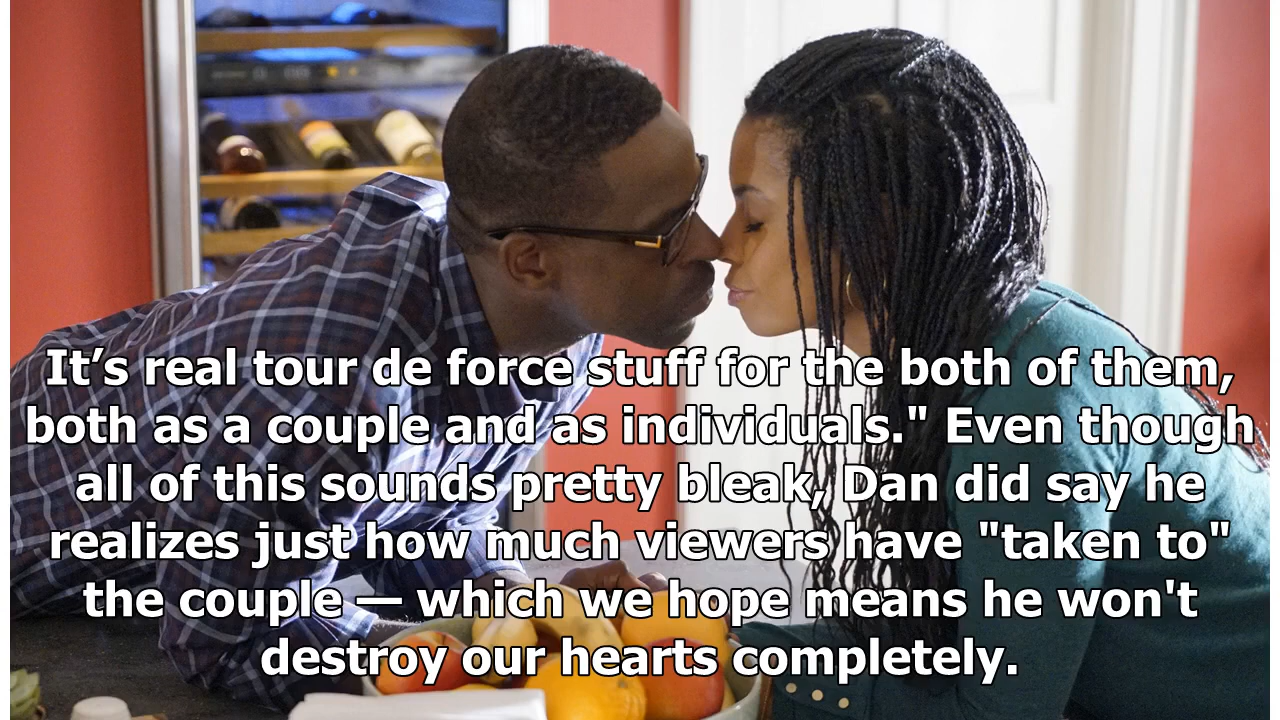 It’s real tour de force stuff for the both of them,
both as a couple and as individuals." Even though
all of this sounds pretty bleak, Dan did say he
realizes just how much viewers have "taken to"
the couple — which we hope means he won't
destroy our hearts completely.